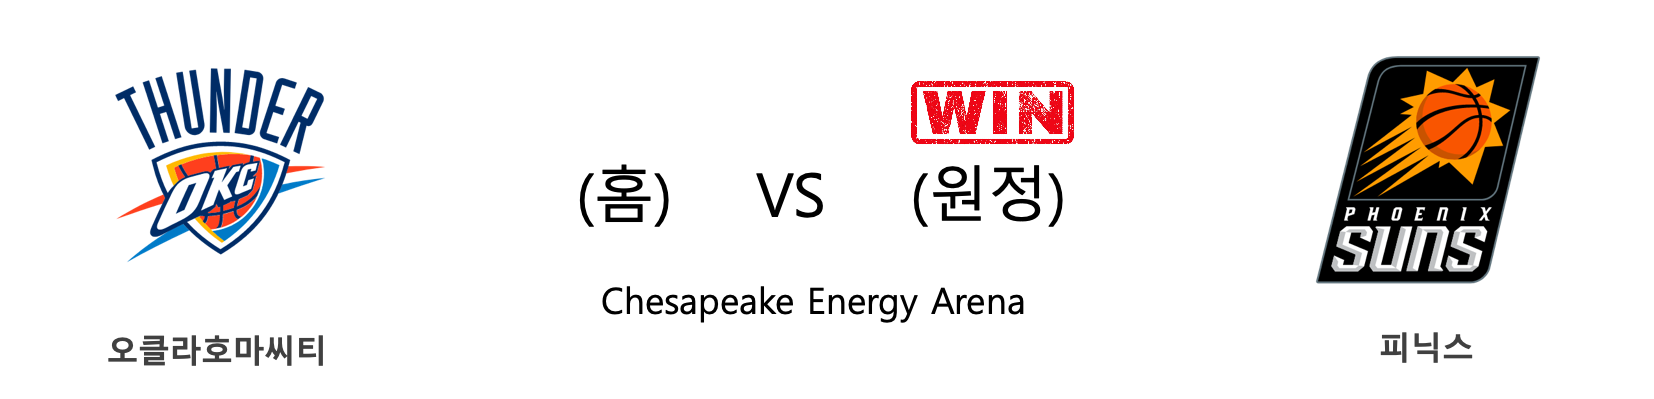 THUNDER
OKC
오클라호마씨티
WIN
(홈) VS (원정)
Chesapeake Energy Arena
PHOENIX
SUNS
피닉스